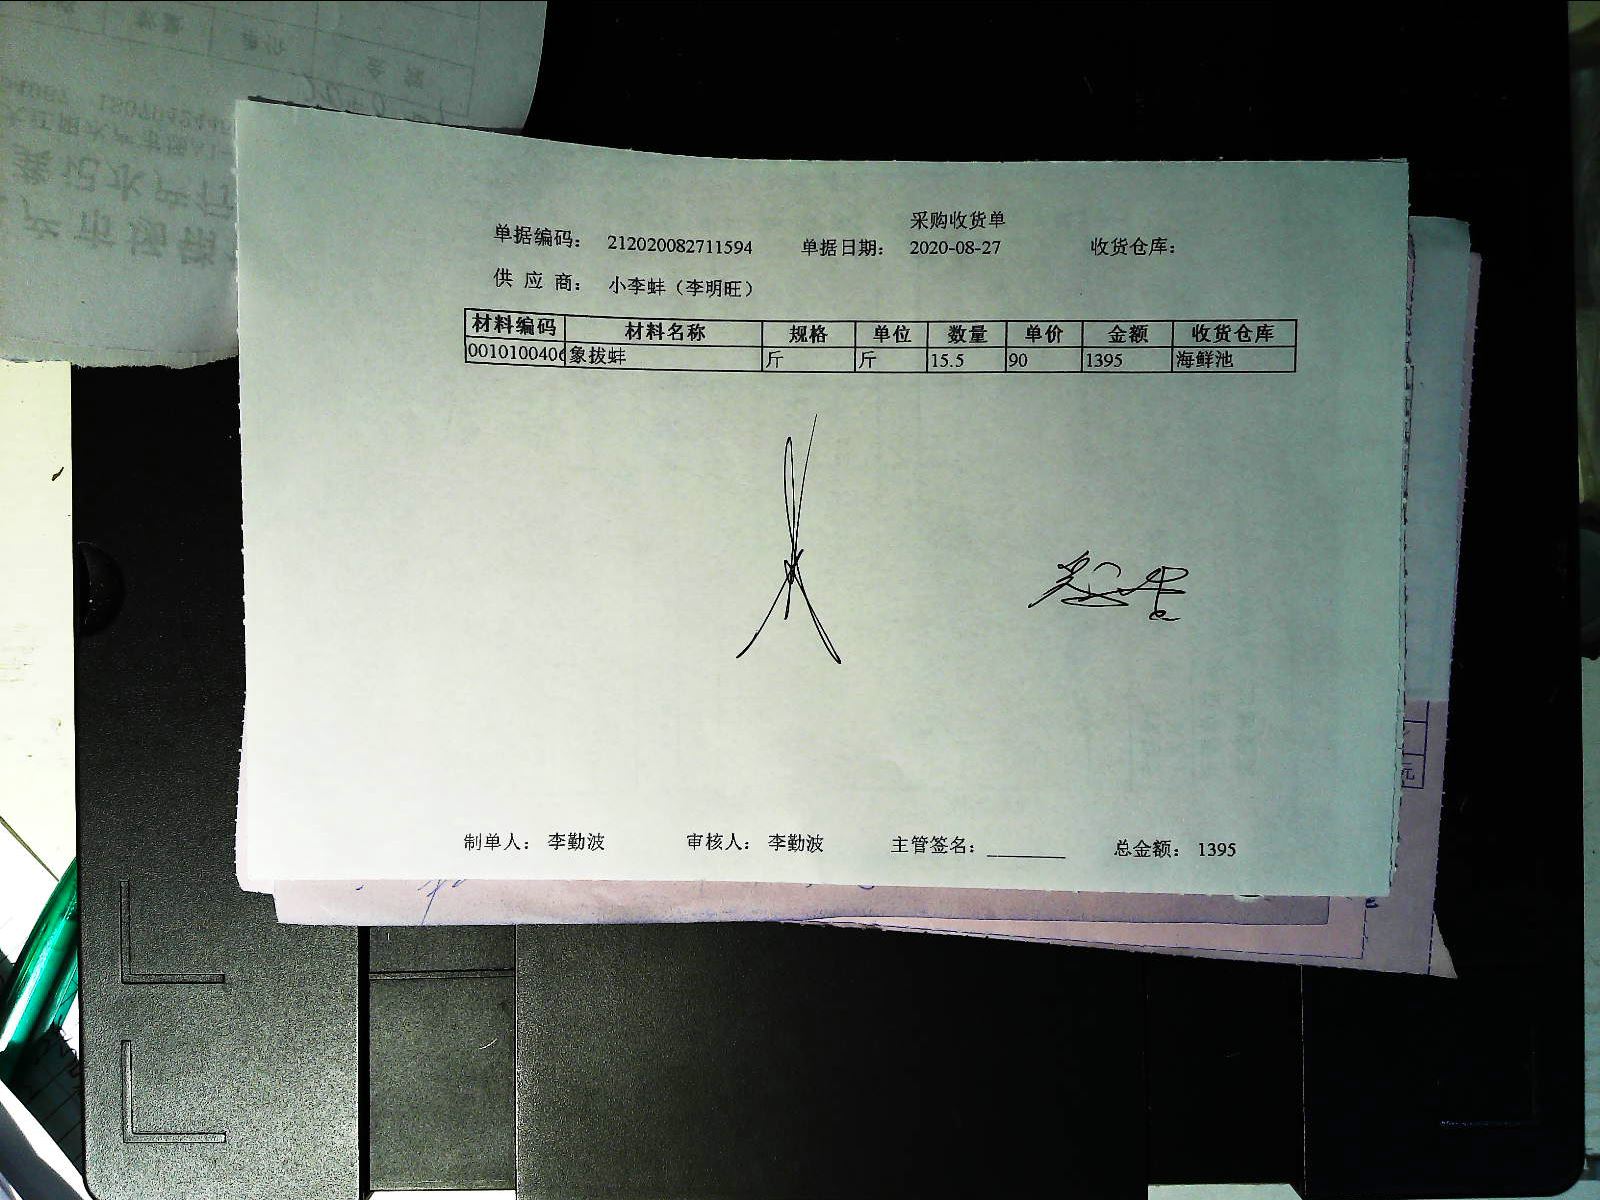 采购收货单
单据编码： 212020082711594 单据日期： 2020-08-27 收货仓库：
供 应 商： 小李蚌（李明旺）
材料编码 材料名称 规格 单位 数量 单价 金额 收货仓库
0010100406 象拔蚌 斤 斤 15.5 90 1395 海鲜池
制单人： 李勤波 审核人： 李勤波 主管签名： 总金额： 1395